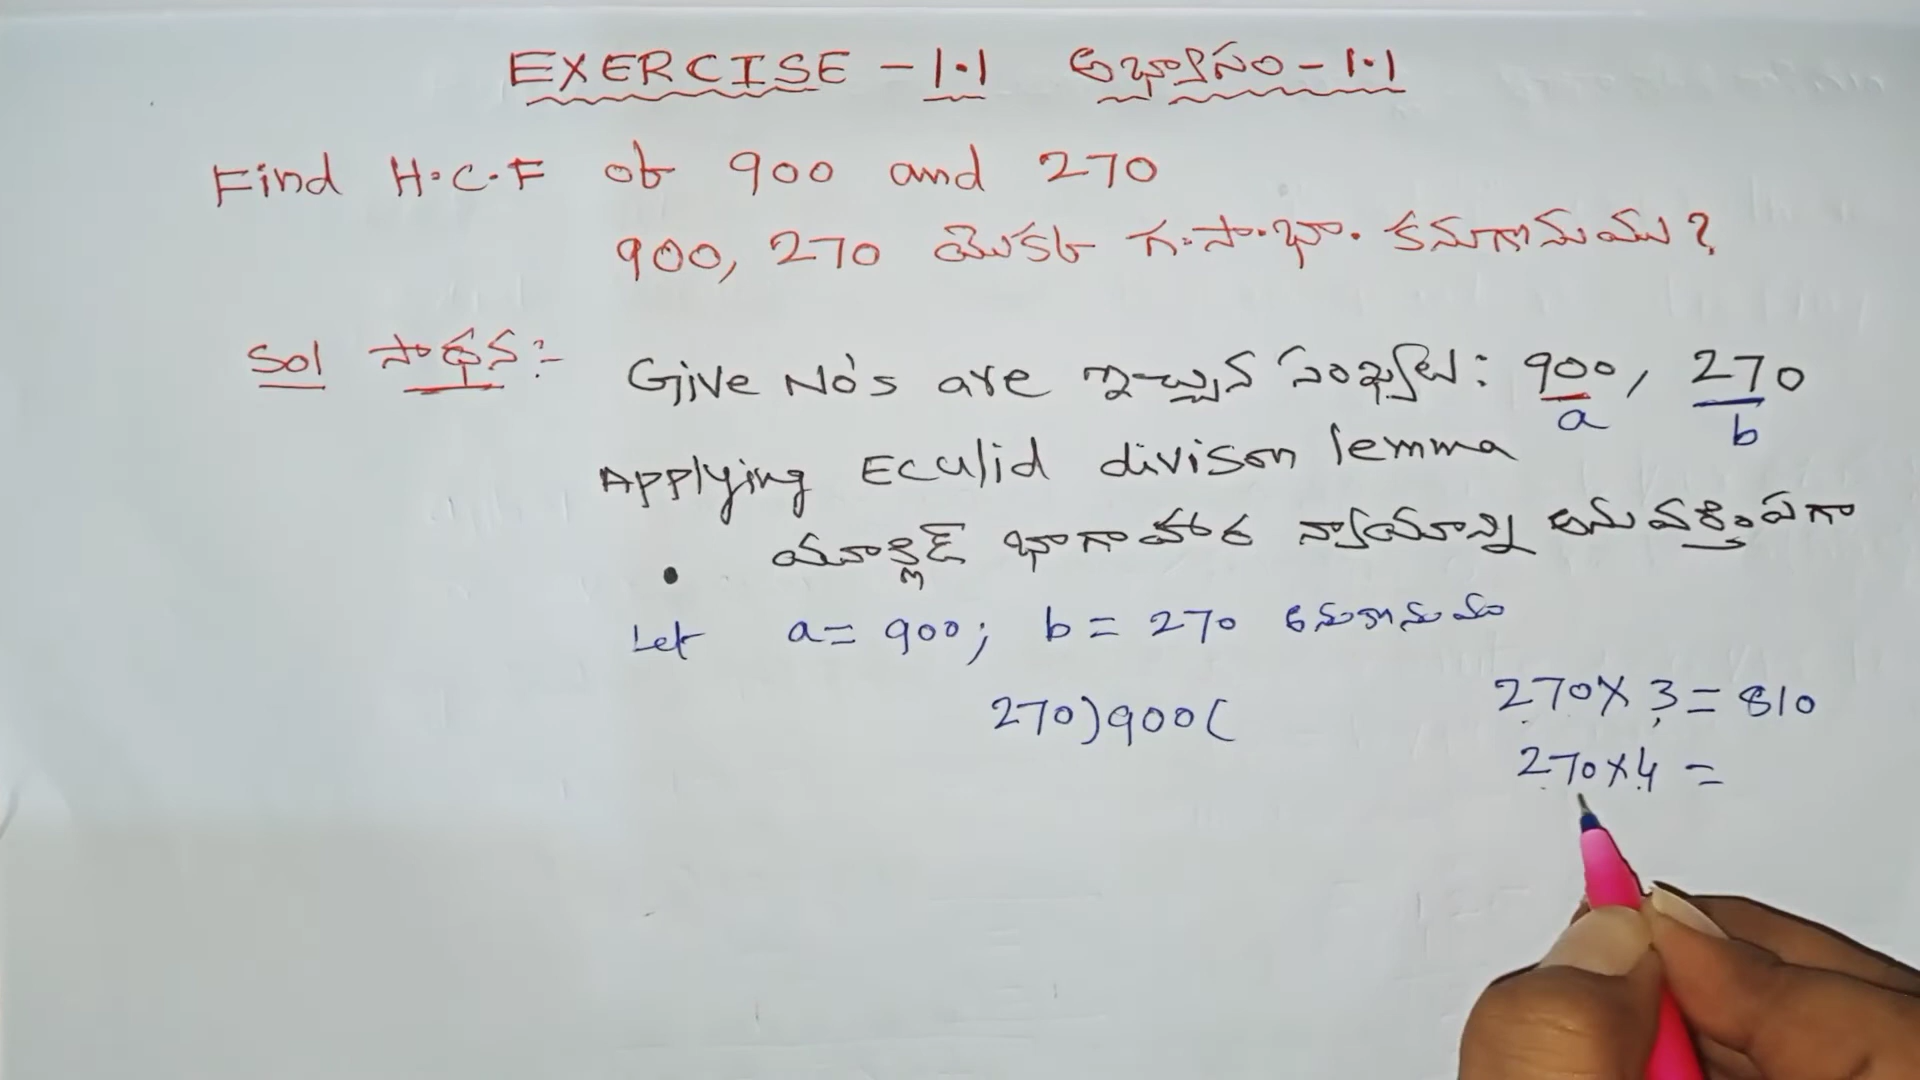 EXERCISE - 1.1 అభ్యాసం - 1.1
Find H.C.F of 900 and 270
900, 270 యొక్క గ.సా.భా. కనుగొనుము?
Sol సాధన :-
Give No's are ఇచ్చిన సంఖ్యలు : 900, 270
a b
Applying Eculid divison lemma
యూక్లిడ్ భాగాహార న్యాయాన్ని అనువర్తింపగా
Let a = 900; b = 270 అనుకొనుము
270 x 3 = 810
270)900(
270 x 4 =